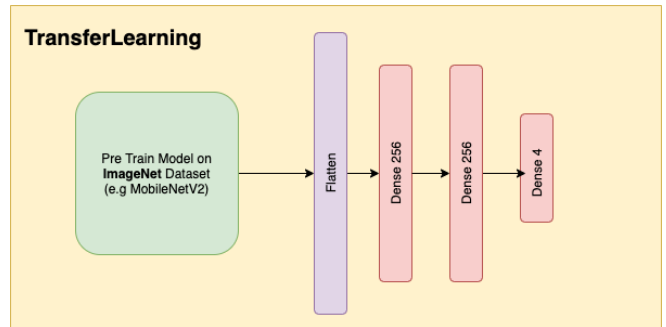 TransferLearning
Pre Train Model on
ImageNet Dataset
(e.g MobileNetV2)
Flatten
Dense 256
Dense 256
Dense 4